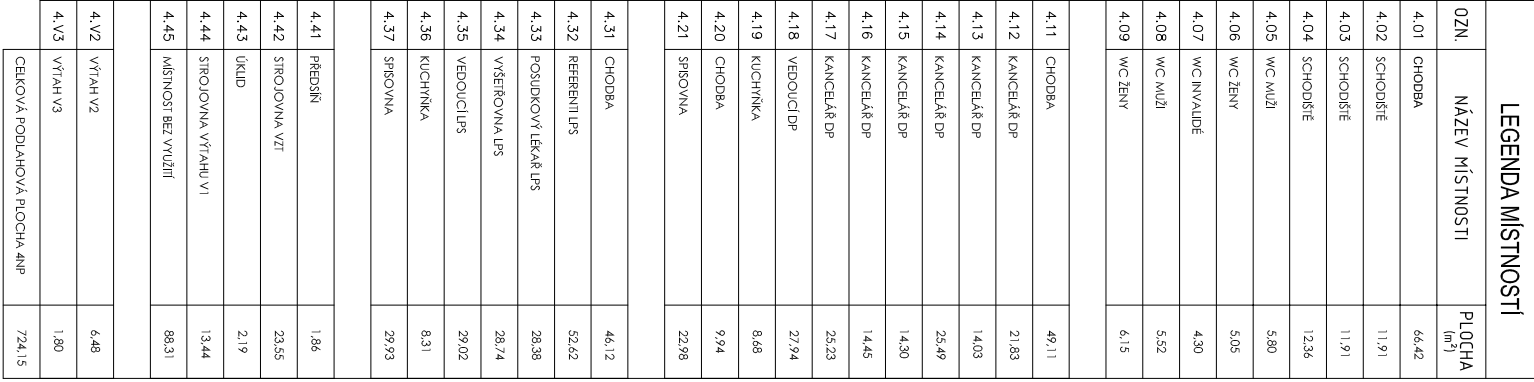 LEGENDA MÍSTNOSTÍ
OZN. NÁZEV MÍSTNOSTI PLOCHA (m²)
4.01 CHODBA 66,42
4.02 SCHODIŠTĚ 11,91
4.03 SCHODIŠTĚ 11,91
4.04 SCHODIŠTĚ 12,36
4.05 WC MUŽI 5,80
4.06 WC ŽENY 5,05
4.07 WC INVALIDÉ 4,30
4.08 WC MUŽI 5,52
4.09 WC ŽENY 6,15
4.11 CHODBA 49,11
4.12 KANCELÁŘ DP 21,83
4.13 KANCELÁŘ DP 14,03
4.14 KANCELÁŘ DP 25,49
4.15 KANCELÁŘ DP 14,30
4.16 KANCELÁŘ DP 14,45
4.17 KANCELÁŘ DP 25,23
4.18 VEDOUCÍ DP 27,94
4.19 KUCHYŇKA 8,68
4.20 CHODBA 9,94
4.21 SPISOVNA 22,98
4.31 CHODBA 46,12
4.32 REFERENTI LPS 52,62
4.33 POSUDKOVÝ LÉKAŘ LPS 28,38
4.34 VYŠETŘOVNA LPS 28,74
4.35 VEDOUCÍ LPS 29,02
4.36 KUCHYŇKA 8,31
4.37 SPISOVNA 29,93
4.41 PŘEDSÍŇ 1,86
4.42 STROJOVNA VZT 23,55
4.43 ÚKLID 2,19
4.44 STROJOVNA VÝTAHU V1 13,44
4.45 MÍSTNOST BEZ VYUŽITÍ 88,31
4.V2 VÝTAH V2 6,48
4.V3 VÝTAH V3 1,80
CELKOVÁ PODLAHOVÁ PLOCHA 4NP 724,15